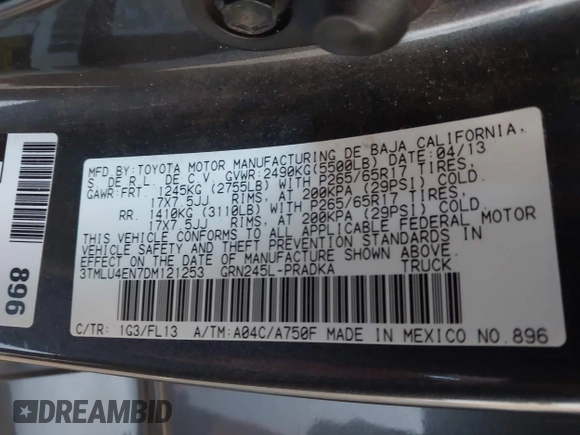 MFD.BY:TOYOTA MOTOR MANUFACTURING DE BAJA CALIFORNIA,
S. DE R.L. DE C.V. GVWR:2490KG(5500LB) DATE:04/13
GAWR:FRT. 1245KG (2755LB) WITH P265/65R17 TIRES,
17X7.5JJ RIMS, AT 200KPA (29PSI) COLD.
RR. 1410KG (3110LB) WITH P265/65R17 TIRES,
17X7.5JJ RIMS, AT 200KPA (29PSI) COLD.
THIS VEHICLE CONFORMS TO ALL APPLICABLE FEDERAL MOTOR
VEHICLE SAFETY AND THEFT PREVENTION STANDARDS IN
EFFECT ON THE DATE OF MANUFACTURE SHOWN ABOVE.
3TMLU4EN7DM121253 GRN245L-PRADKA TRUCK
C/TR: 1G3/FL13 A/TM:A04C/A750F MADE IN MEXICO NO.896
896
DREAMBID